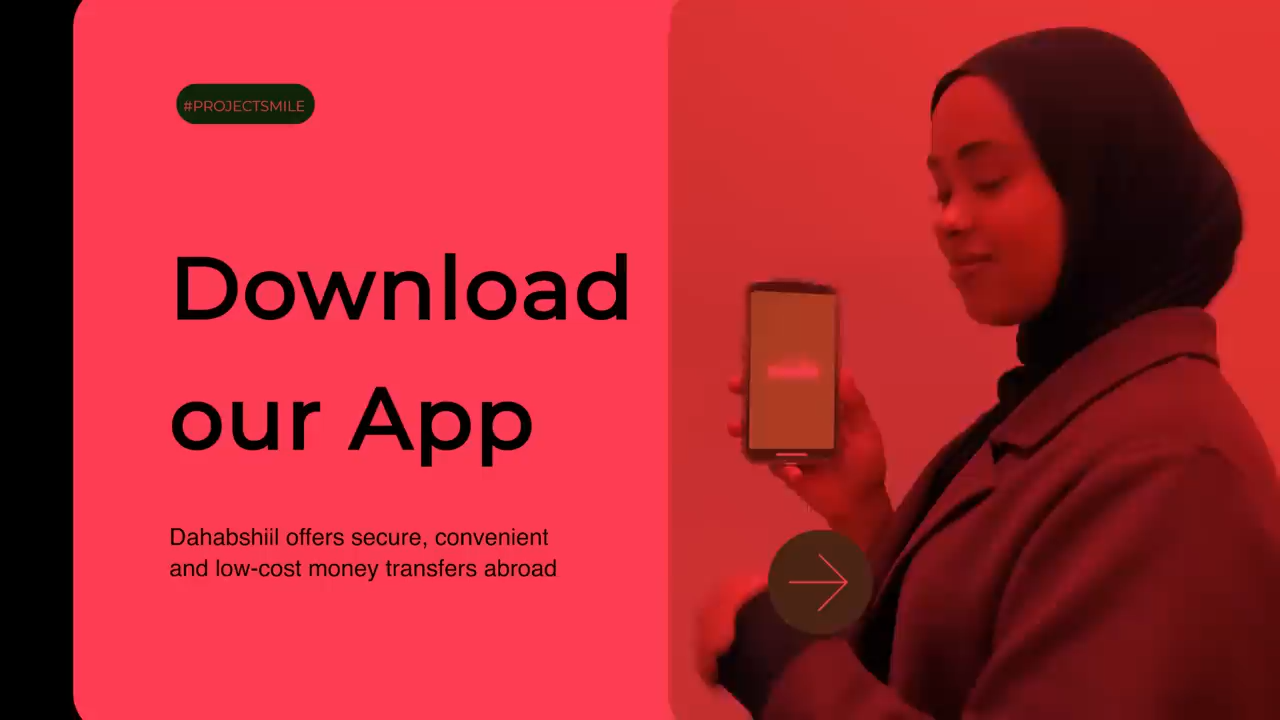 #PROJECTSMILE
Download
our App
Dahabshiil offers secure, convenient
and low-cost money transfers abroad